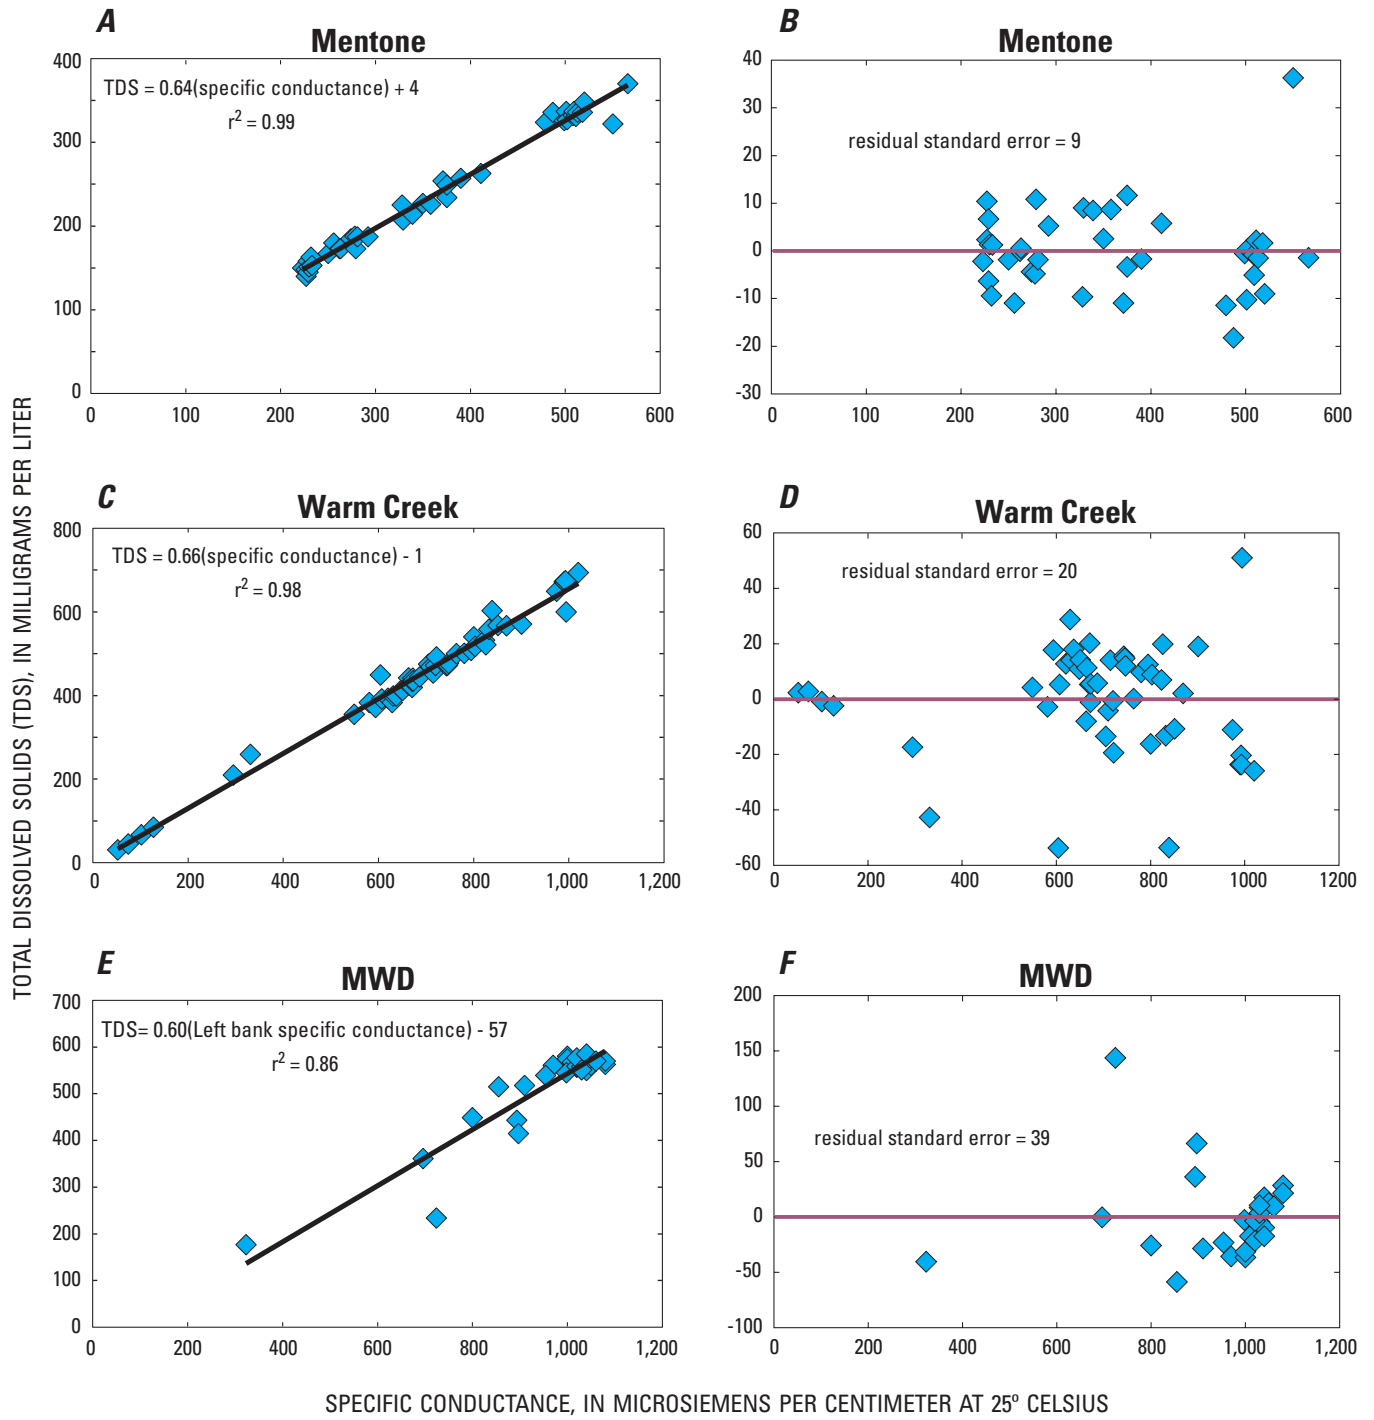 A
Mentone
TDS = 0.64(specific conductance) + 4
r² = 0.99
400
300
200
100
0
0 100 200 300 400 500 600
B
Mentone
residual standard error = 9
40
30
20
10
0
-10
-20
-30
0 100 200 300 400 500 600
C
Warm Creek
TDS = 0.66(specific conductance) - 1
r² = 0.98
800
600
400
200
0
0 200 400 600 800 1,000 1,200
D
Warm Creek
residual standard error = 20
60
40
20
0
-20
-40
-60
0 200 400 600 800 1000 1200
E
MWD
TDS= 0.60(Left bank specific conductance) - 57
r² = 0.86
700
600
500
400
300
200
100
0
0 200 400 600 800 1,000 1,200
F
MWD
residual standard error = 39
200
150
100
50
0
-50
-100
0 200 400 600 800 1,000 1,200
TOTAL DISSOLVED SOLIDS (TDS), IN MILLIGRAMS PER LITER
SPECIFIC CONDUCTANCE, IN MICROSIEMENS PER CENTIMETER AT 25º CELSIUS